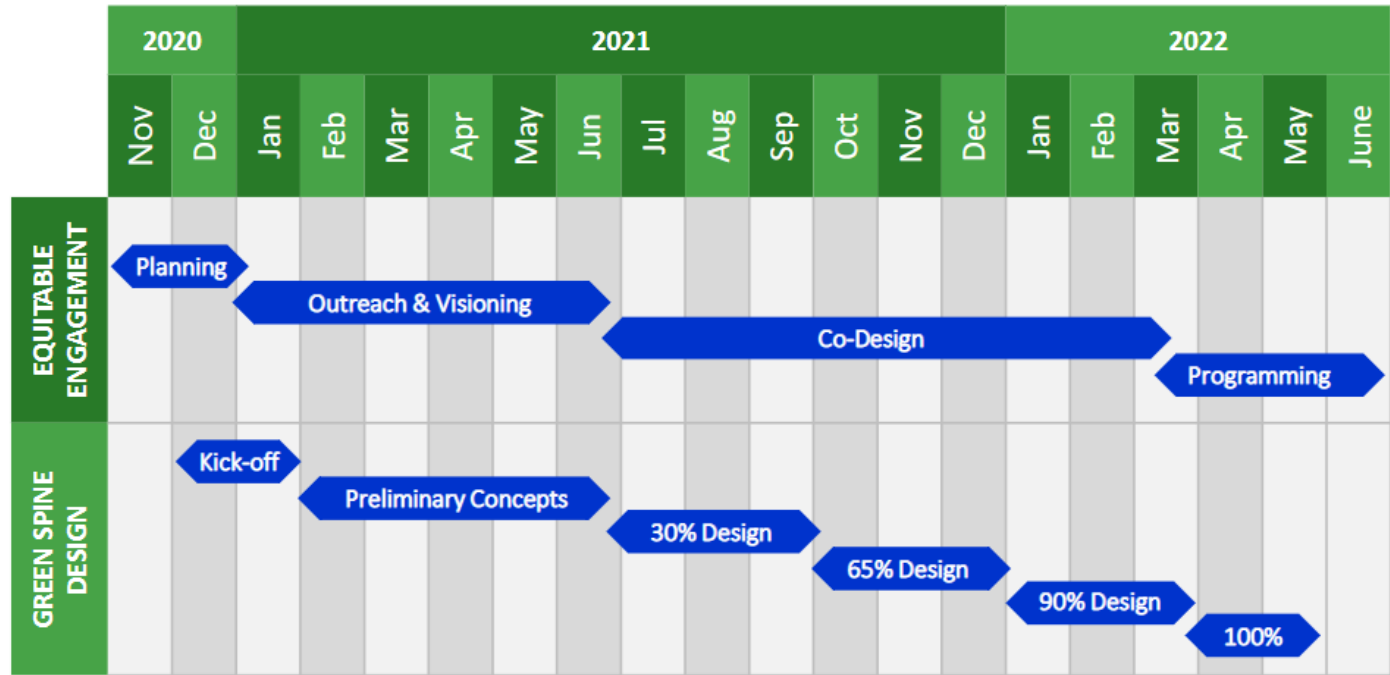 2020
2021
2022
Nov
Dec
Jan
Feb
Mar
Apr
May
Jun
Jul
Aug
Sep
Oct
Nov
Dec
Jan
Feb
Mar
Apr
May
June
EQUITABLE
ENGAGEMENT
Planning
Outreach & Visioning
Co-Design
Programming
GREEN SPINE
DESIGN
Kick-off
Preliminary Concepts
30% Design
65% Design
90% Design
100%